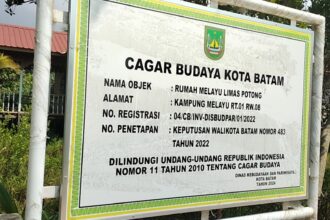 CAGAR BUDAYA KOTA BATAM
NAMA OBJEK : RUMAH MELAYU LIMAS POTONG
ALAMAT : KAMPUNG MELAYU RT.01 RW.08
NO. REGISTRASI : 04/CB/INV-DISBUDPAR/01/2022
NO. PENETAPAN : KEPUTUSAN WALIKOTA BATAM NOMOR 483
TAHUN 2022
DILINDUNGI UNDANG-UNDANG REPUBLIK INDONESIA
NOMOR 11 TAHUN 2010 TENTANG CAGAR BUDAYA
DINAS KEBUDAYAAN DAN PARIWISATA
KOTA BATAM
TAHUN 2024